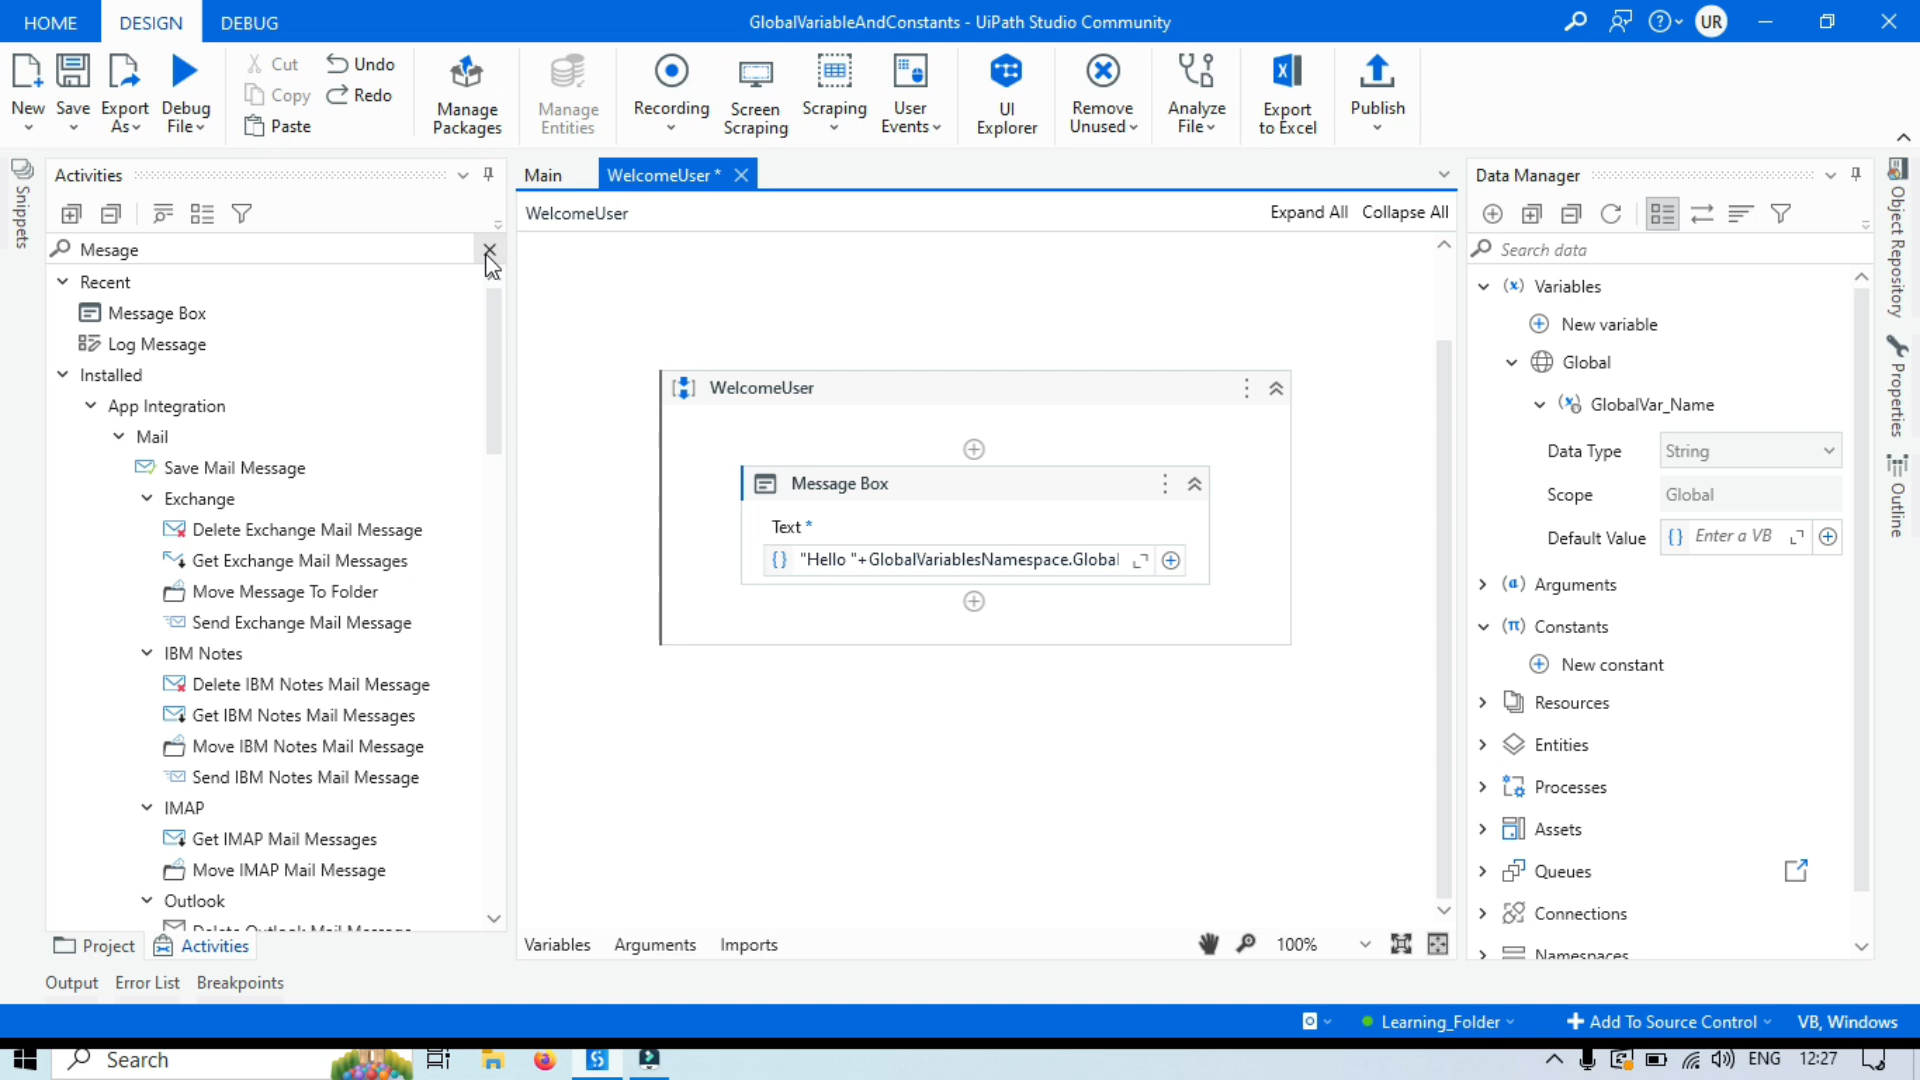 HOME DESIGN DEBUG
GlobalVariableAndConstants - UiPath Studio Community
UR
New
Save
Export As
Debug File
Cut
Copy
Paste
Undo
Redo
Manage Packages
Manage Entities
Recording
Screen Scraping
Scraping
User Events
UI Explorer
Remove Unused
Analyze File
Export to Excel
Publish
Snippets
Activities
Mesage
Recent
Message Box
Log Message
Installed
App Integration
Mail
Save Mail Message
Exchange
Delete Exchange Mail Message
Get Exchange Mail Messages
Move Message To Folder
Send Exchange Mail Message
IBM Notes
Delete IBM Notes Mail Message
Get IBM Notes Mail Messages
Move IBM Notes Mail Message
Send IBM Notes Mail Message
IMAP
Get IMAP Mail Messages
Move IMAP Mail Message
Outlook
Delete Outlook Mail Message
Project Activities
Main WelcomeUser *
WelcomeUser
Expand All Collapse All
WelcomeUser
Message Box
Text *
"Hello "+GlobalVariablesNamespace.Global
Variables Arguments Imports
100%
Data Manager
Search data
(x) Variables
New variable
Global
GlobalVar_Name
Data Type String
Scope Global
Default Value Enter a VB
(a) Arguments
(π) Constants
New constant
Resources
Entities
Processes
Assets
Queues
Connections
Namespaces
Object Repository
Properties
Outline
Output Error List Breakpoints
Learning_Folder
Add To Source Control
VB, Windows
Search
ENG 12:27